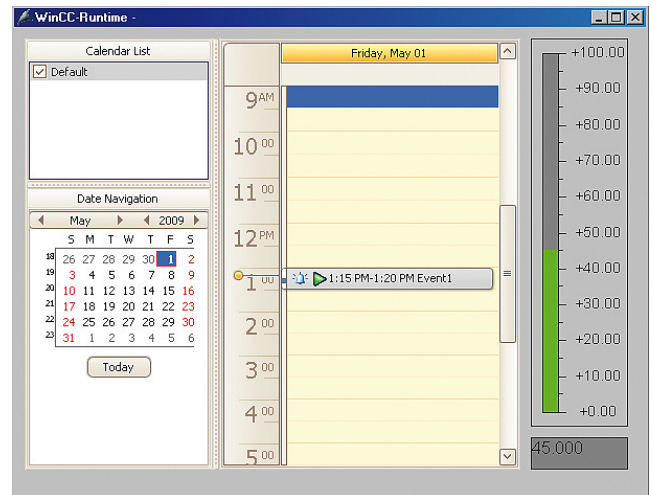 WinCC-Runtime -
Calendar List
Default
Date Navigation
May 2009
S M T W T F S
18 26 27 28 29 30 1 2
19 3 4 5 6 7 8 9
20 10 11 12 13 14 15 16
21 17 18 19 20 21 22 23
22 24 25 26 27 28 29 30
23 31 1 2 3 4 5 6
Today
Friday, May 01
9 AM
10 00
11 00
12 PM
1 00
1:15 PM-1:20 PM Event1
2 00
3 00
4 00
5 00
+100.00
+90.00
+80.00
+70.00
+60.00
+50.00
+40.00
+30.00
+20.00
+10.00
+0.00
45.000